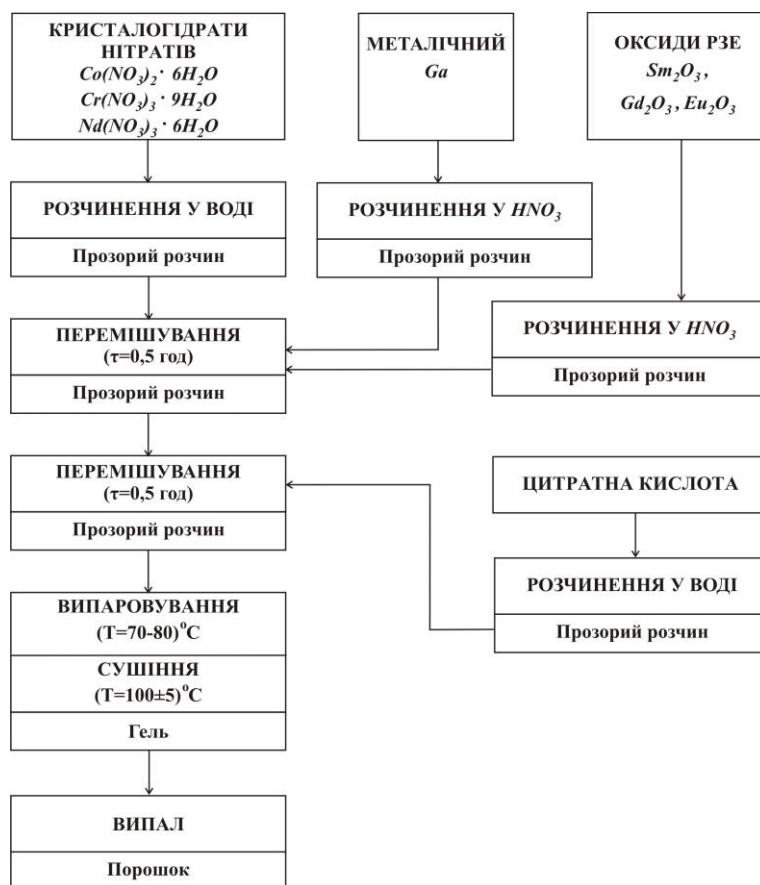 КРИСТАЛОГІДРАТИ
НІТРАТІВ
Co(NO₃)₂ · 6H₂O
Cr(NO₃)₃ · 9H₂O
Nd(NO₃)₃ · 6H₂O
МЕТАЛІЧНИЙ
Ga
ОКСИДИ РЗЕ
Sm₂O₃,
Gd₂O₃, Eu₂O₃
РОЗЧИНЕННЯ У ВОДІ
Прозорий розчин
РОЗЧИНЕННЯ У HNO₃
Прозорий розчин
РОЗЧИНЕННЯ У HNO₃
Прозорий розчин
ПЕРЕМІШУВАННЯ
(τ=0,5 год)
Прозорий розчин
ПЕРЕМІШУВАННЯ
(τ=0,5 год)
Прозорий розчин
ЦИТРАТНА КИСЛОТА
РОЗЧИНЕННЯ У ВОДІ
Прозорий розчин
ВИПАРОВУВАННЯ
(T=70-80)°C
СУШІННЯ
(T=100±5)°C
Гель
ВИПАЛ
Порошок